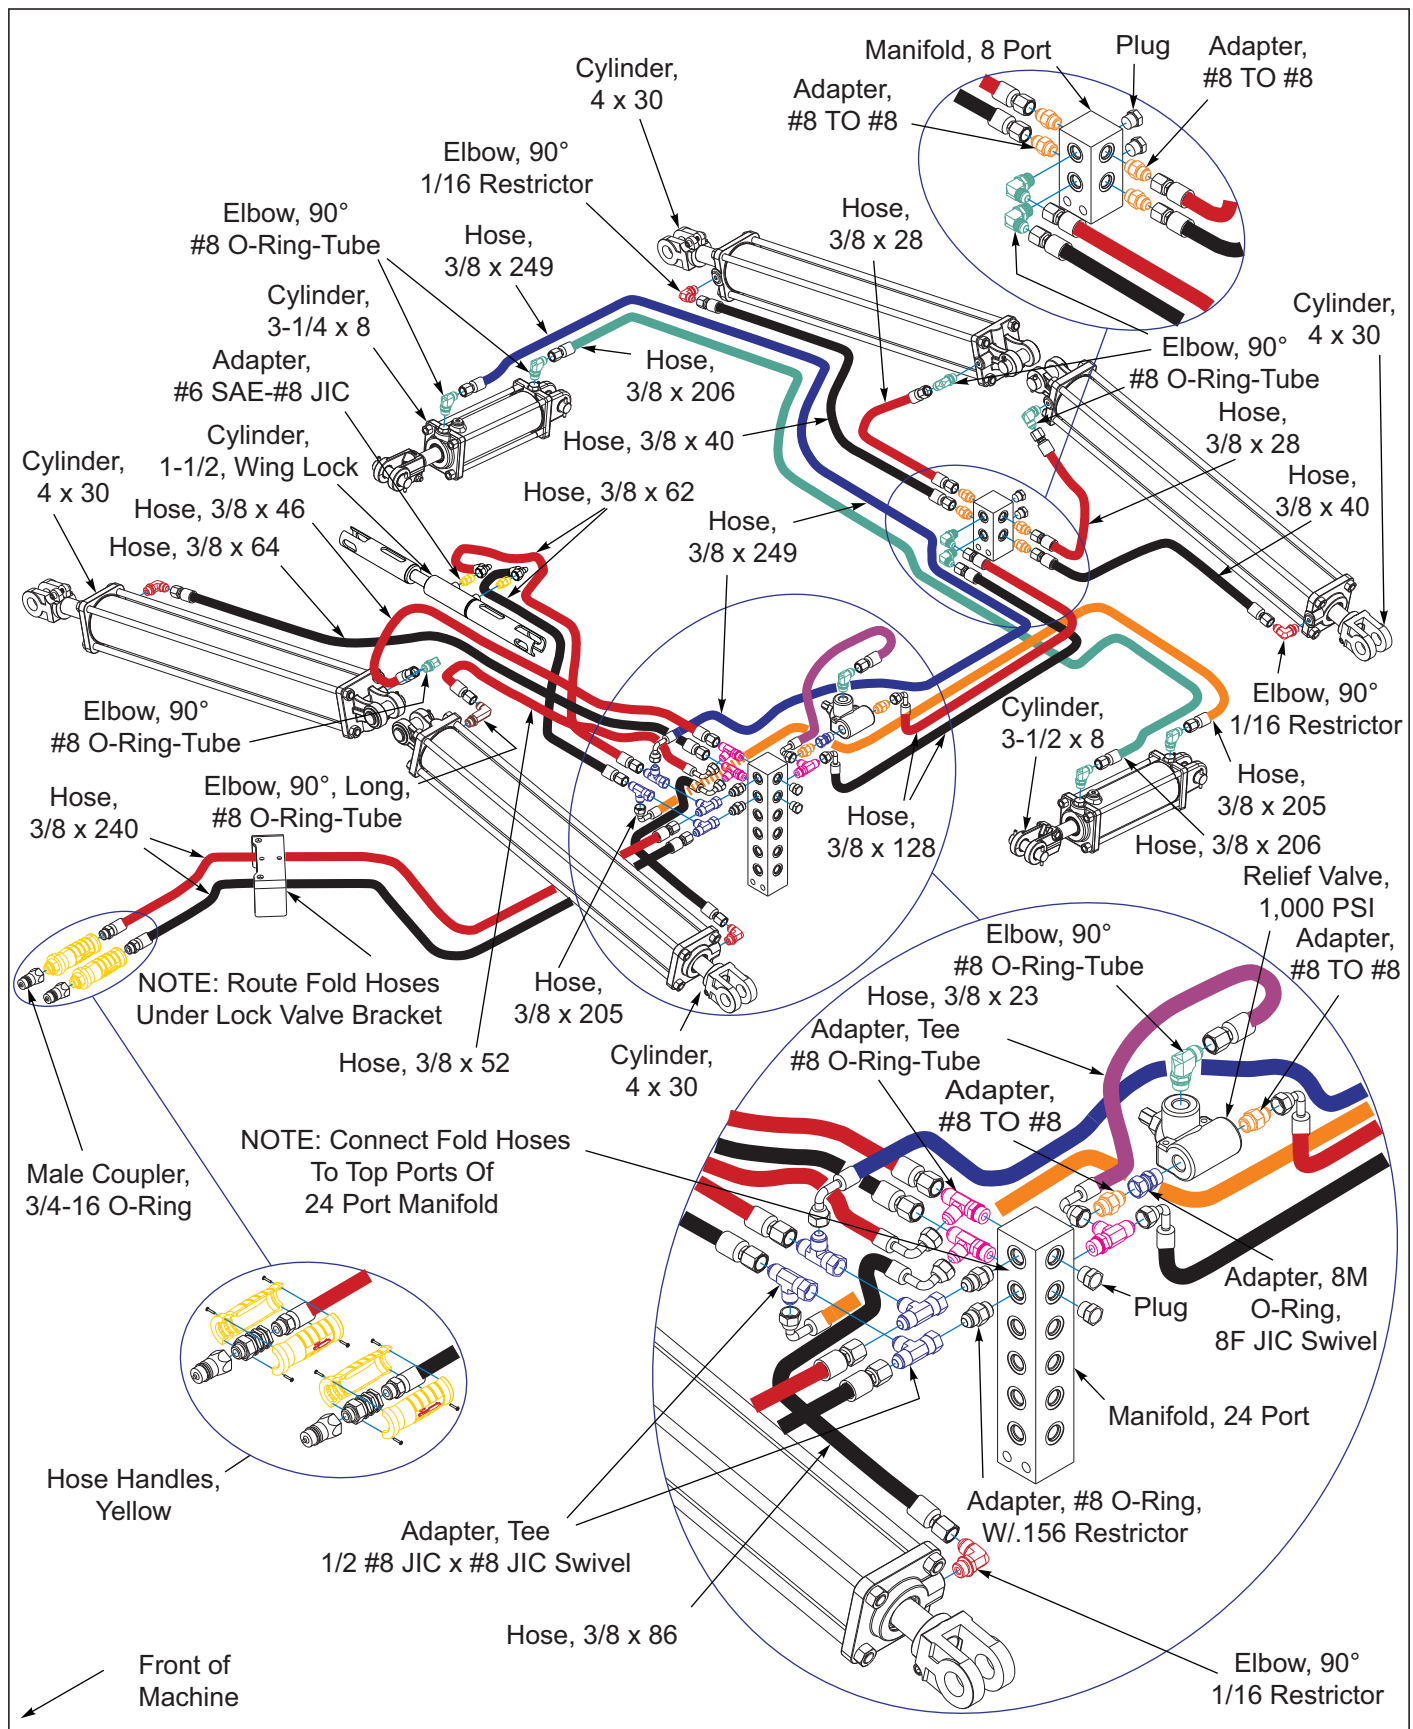 Manifold, 8 Port
Plug
Adapter,
#8 TO #8
Cylinder,
4 x 30
Adapter,
#8 TO #8
Elbow, 90°
1/16 Restrictor
Elbow, 90°
#8 O-Ring-Tube
Hose,
3/8 x 249
Hose,
3/8 x 28
Cylinder,
3-1/4 x 8
Cylinder,
4 x 30
Adapter,
#6 SAE-#8 JIC
Hose,
3/8 x 206
Elbow, 90°
#8 O-Ring-Tube
Cylinder,
1-1/2, Wing Lock
Hose, 3/8 x 40
Hose,
3/8 x 28
Cylinder,
4 x 30
Hose, 3/8 x 46
Hose, 3/8 x 62
Hose,
3/8 x 40
Hose, 3/8 x 64
Hose,
3/8 x 249
Elbow, 90°
#8 O-Ring-Tube
Cylinder,
3-1/2 x 8
Elbow, 90°
1/16 Restrictor
Hose,
3/8 x 240
Elbow, 90°, Long,
#8 O-Ring-Tube
Hose,
3/8 x 128
Hose,
3/8 x 205
Hose, 3/8 x 206
Relief Valve,
1,000 PSI
NOTE: Route Fold Hoses
Under Lock Valve Bracket
Hose,
3/8 x 205
Elbow, 90°
#8 O-Ring-Tube
Adapter,
#8 TO #8
Hose, 3/8 x 23
Hose, 3/8 x 52
Cylinder,
4 x 30
Adapter, Tee
#8 O-Ring-Tube
Adapter,
#8 TO #8
NOTE: Connect Fold Hoses
To Top Ports Of
24 Port Manifold
Male Coupler,
3/4-16 O-Ring
Plug
Adapter, 8M
O-Ring,
8F JIC Swivel
Manifold, 24 Port
Hose Handles,
Yellow
Adapter, #8 O-Ring,
W/.156 Restrictor
Adapter, Tee
1/2 #8 JIC x #8 JIC Swivel
Hose, 3/8 x 86
Front of
Machine
Elbow, 90°
1/16 Restrictor